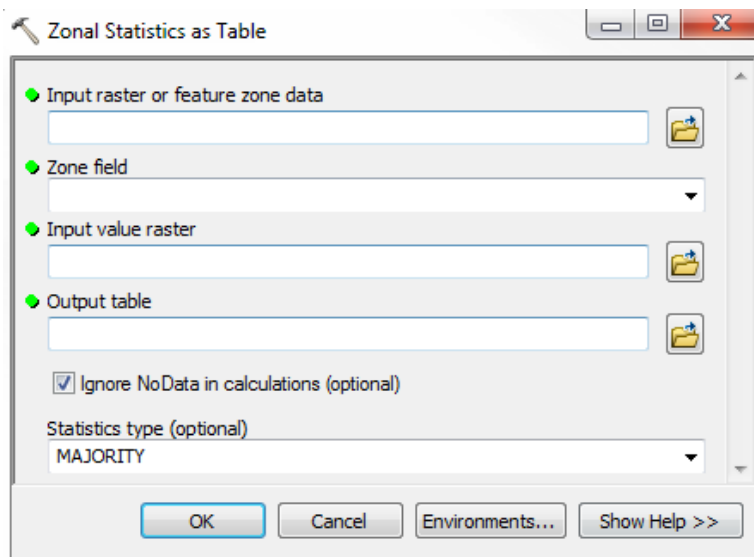 Zonal Statistics as Table
Input raster or feature zone data
Zone field
Input value raster
Output table
Ignore NoData in calculations (optional)
Statistics type (optional)
MAJORITY
OK Cancel Environments... Show Help >>